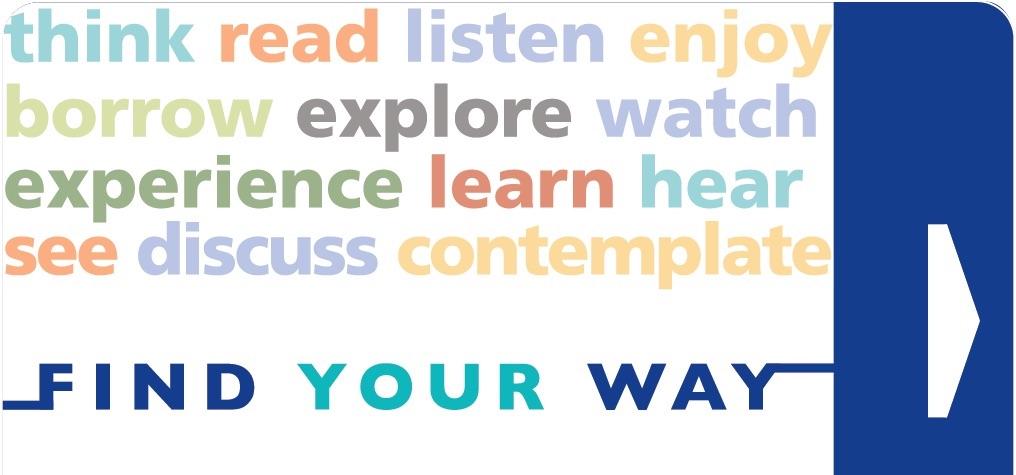 think read listen enjoy
borrow explore watch
experience learn hear
see discuss contemplate
FIND YOUR WAY